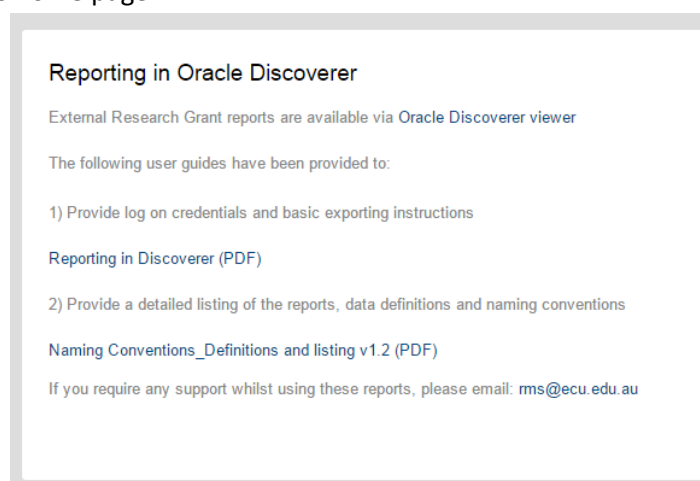 Reporting in Oracle Discoverer
External Research Grant reports are available via Oracle Discoverer viewer
The following user guides have been provided to:
1) Provide log on credentials and basic exporting instructions
Reporting in Discoverer (PDF)
2) Provide a detailed listing of the reports, data definitions and naming conventions
Naming Conventions_Definitions and listing v1.2 (PDF)
If you require any support whilst using these reports, please email: rms@ecu.edu.au